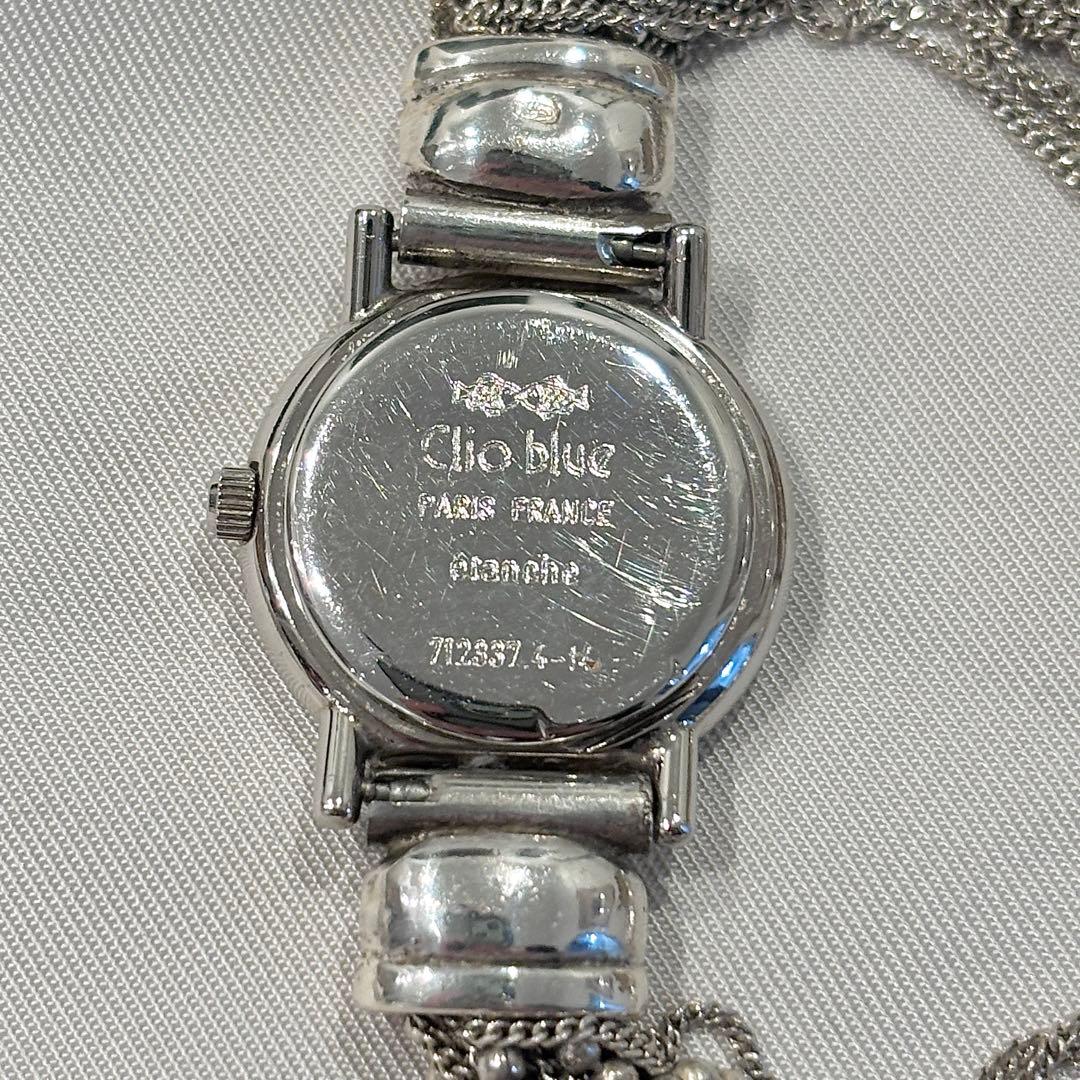 Clio blue
PARIS FRANCE
étanche
712337.4-14